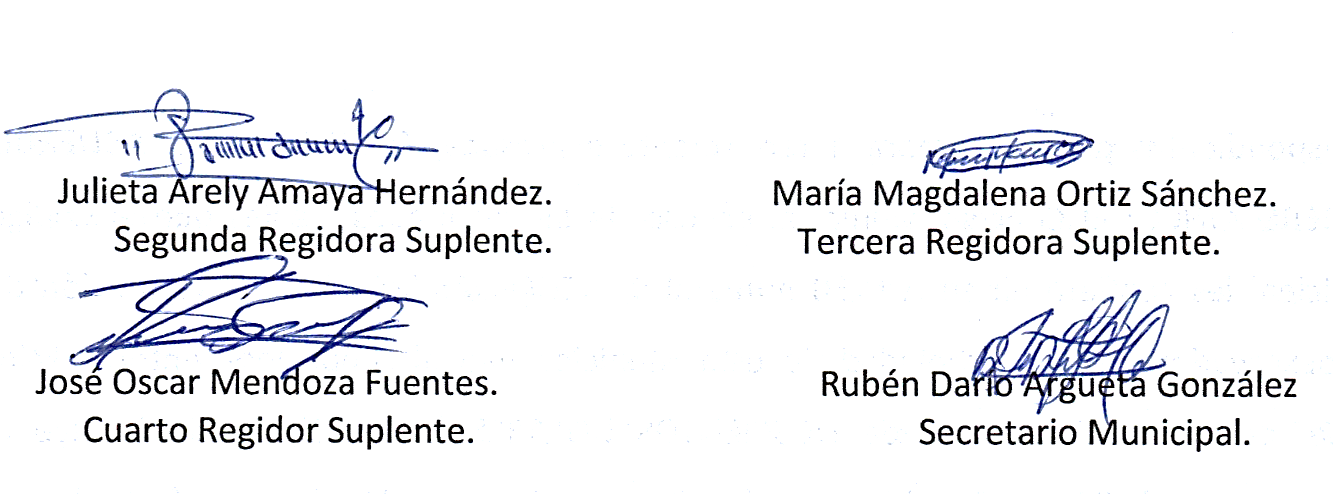 Julieta Arely Amaya Hernández.
Segunda Regidora Suplente.
María Magdalena Ortiz Sánchez.
Tercera Regidora Suplente.
José Oscar Mendoza Fuentes.
Cuarto Regidor Suplente.
Rubén Dario Argueta González
Secretario Municipal.